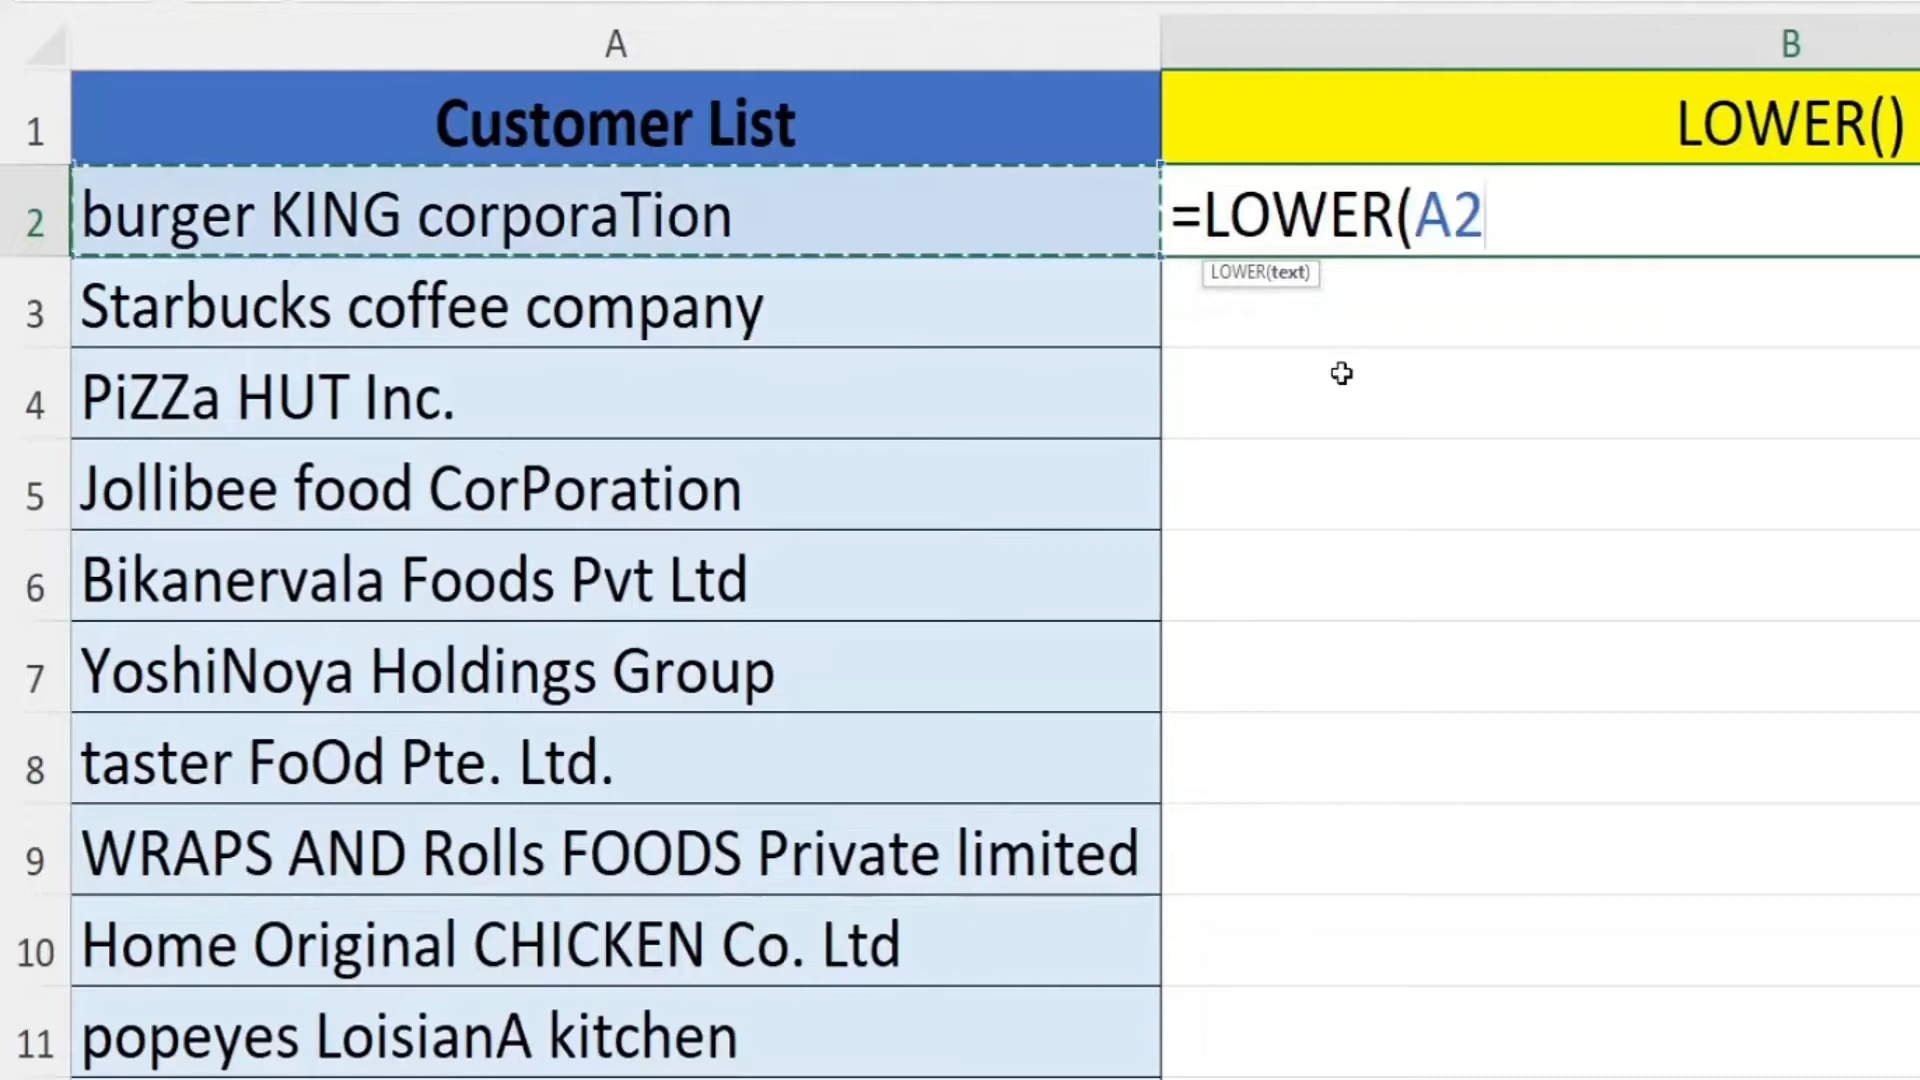 A B
1 Customer List LOWER()
2 burger KING corporaTion =LOWER(A2
LOWER(text)
3 Starbucks coffee company
4 PiZZa HUT Inc.
5 Jollibee food CorPoration
6 Bikanervala Foods Pvt Ltd
7 YoshiNoya Holdings Group
8 taster FoOd Pte. Ltd.
9 WRAPS AND Rolls FOODS Private limited
10 Home Original CHICKEN Co. Ltd
11 popeyes LoisianA kitchen